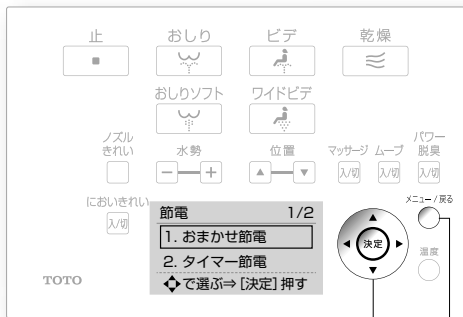 止 おしり ビデ 乾燥
おしりソフト ワイドビデ
ノズル
きれい
水勢 位置 マッサージ ムーブ
パワー
脱臭
− + ▲ ▼ 入/切 入/切 入/切
においきれい
入/切
メニュー/戻る
節電 1/2
1. おまかせ節電
2. タイマー節電
で選ぶ⇒[決定]押す
決定
温度
TOTO